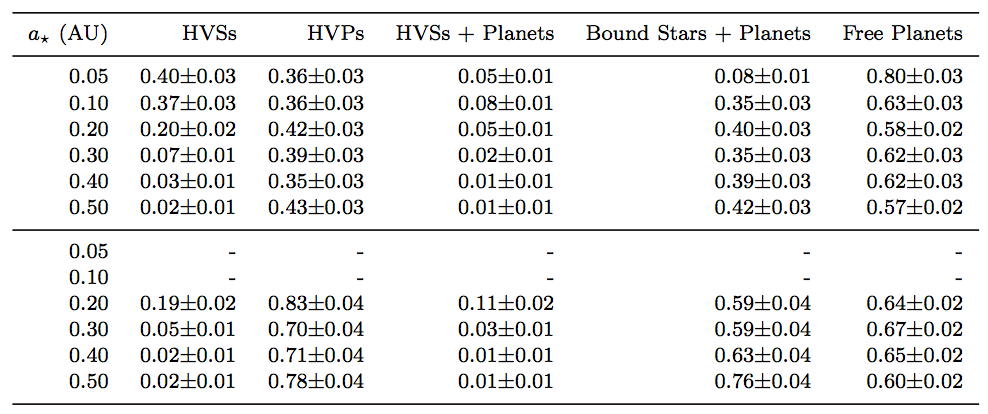 a⋆ (AU) HVSs HVPs HVSs + Planets Bound Stars + Planets Free Planets
0.05 0.40±0.03 0.36±0.03 0.05±0.01 0.08±0.01 0.80±0.03
0.10 0.37±0.03 0.36±0.03 0.08±0.01 0.35±0.03 0.63±0.03
0.20 0.20±0.02 0.42±0.03 0.05±0.01 0.40±0.03 0.58±0.02
0.30 0.07±0.01 0.39±0.03 0.02±0.01 0.35±0.03 0.62±0.03
0.40 0.03±0.01 0.35±0.03 0.01±0.01 0.39±0.03 0.62±0.03
0.50 0.02±0.01 0.43±0.03 0.01±0.01 0.42±0.03 0.57±0.02
0.05 - - - - -
0.10 - - - - -
0.20 0.19±0.02 0.83±0.04 0.11±0.02 0.59±0.04 0.64±0.02
0.30 0.05±0.01 0.70±0.04 0.03±0.01 0.59±0.04 0.67±0.02
0.40 0.02±0.01 0.71±0.04 0.01±0.01 0.63±0.04 0.65±0.02
0.50 0.02±0.01 0.78±0.04 0.01±0.01 0.76±0.04 0.60±0.02